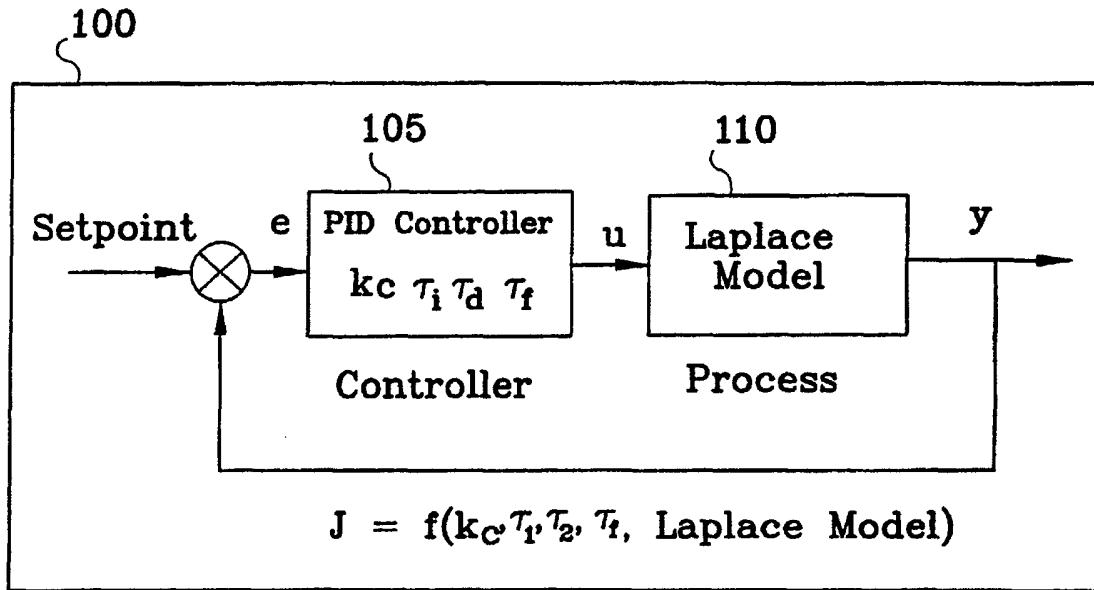 100
105
110
Setpoint
e
PID Controller
kc τi τd τf
u
Laplace
Model
y
Controller
Process
J = f(kC, τ1, τ2, τf, Laplace Model)